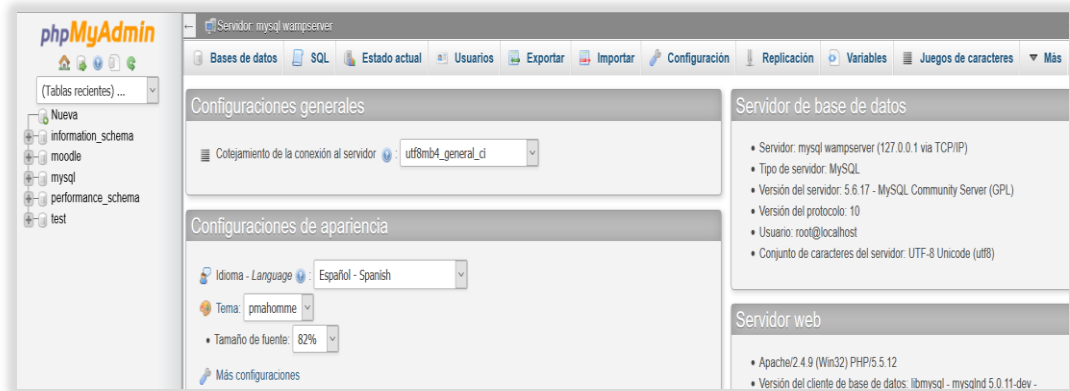 phpMyAdmin
(Tablas recientes) ...
Nueva
information_schema
moodle
mysql
performance_schema
test
Servidor: mysql wampserver
Bases de datos SQL Estado actual Usuarios Exportar Importar Configuración Replicación Variables Juegos de caracteres Más
Configuraciones generales
Cotejamiento de la conexión al servidor : utf8mb4_general_ci
Configuraciones de apariencia
Idioma - Language : Español - Spanish
Tema: pmahomme
• Tamaño de fuente: 82%
Más configuraciones
Servidor de base de datos
• Servidor: mysql wampserver (127.0.0.1 via TCP/IP)
• Tipo de servidor: MySQL
• Versión del servidor: 5.6.17 - MySQL Community Server (GPL)
• Versión del protocolo: 10
• Usuario: root@localhost
• Conjunto de caracteres del servidor: UTF-8 Unicode (utf8)
Servidor web
• Apache/2.4.9 (Win32) PHP/5.5.12
• Versión del cliente de base de datos: libmysql - mysqlnd 5.0.11-dev -